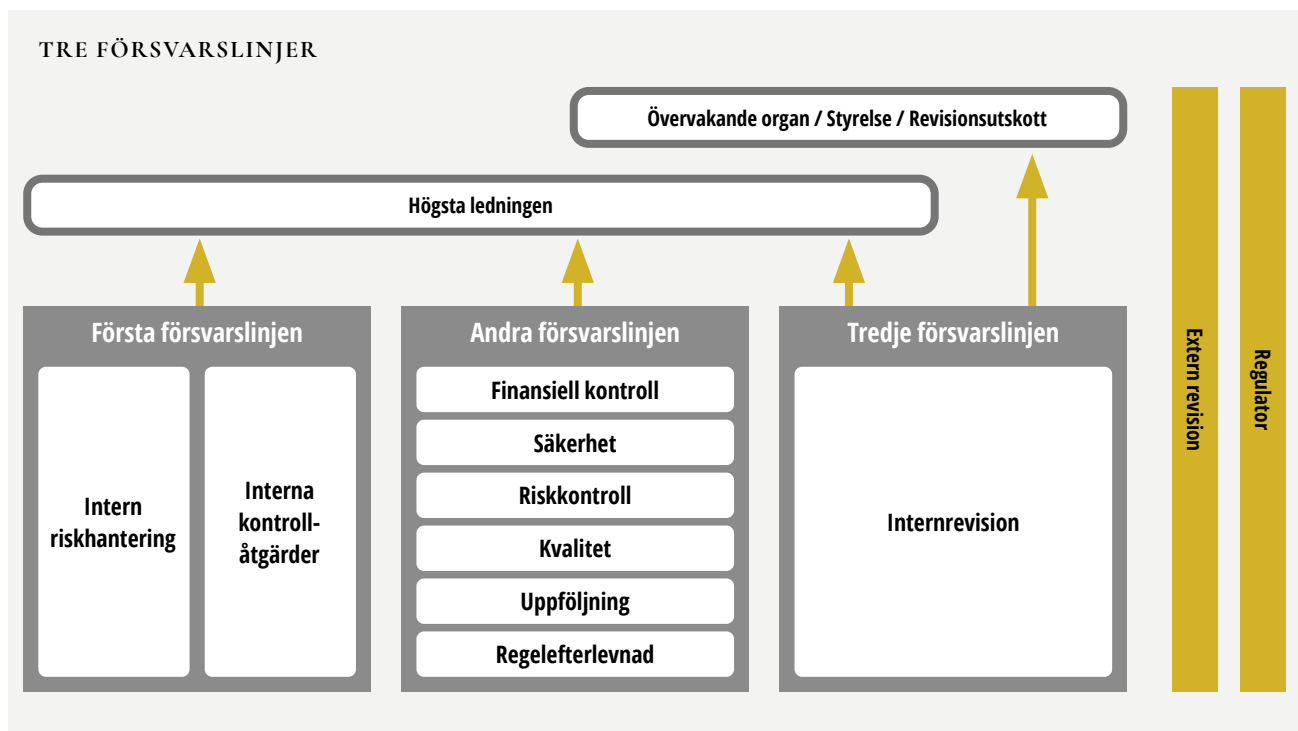 TRE FÖRSVARSLINJER
Övervakande organ / Styrelse / Revisionsutskott
Högsta ledningen
Första försvarslinjen
Intern
riskhantering
Interna
kontroll-
åtgärder
Andra försvarslinjen
Finansiell kontroll
Säkerhet
Riskkontroll
Kvalitet
Uppföljning
Regelefterlevnad
Tredje försvarslinjen
Internrevision
Extern revision
Regulator